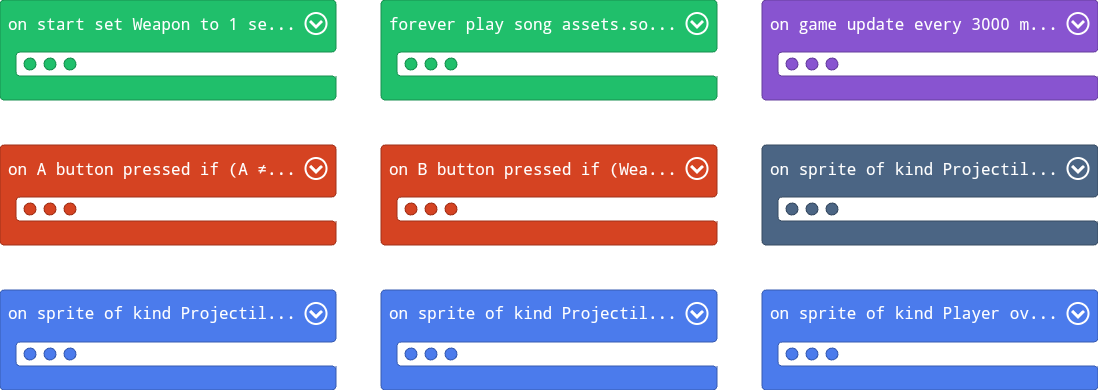 on start set Weapon to 1 se...
forever play song assets.so...
on game update every 3000 m...
on A button pressed if (A ≠...
on B button pressed if (Wea...
on sprite of kind Projectil...
on sprite of kind Projectil...
on sprite of kind Projectil...
on sprite of kind Player ov...